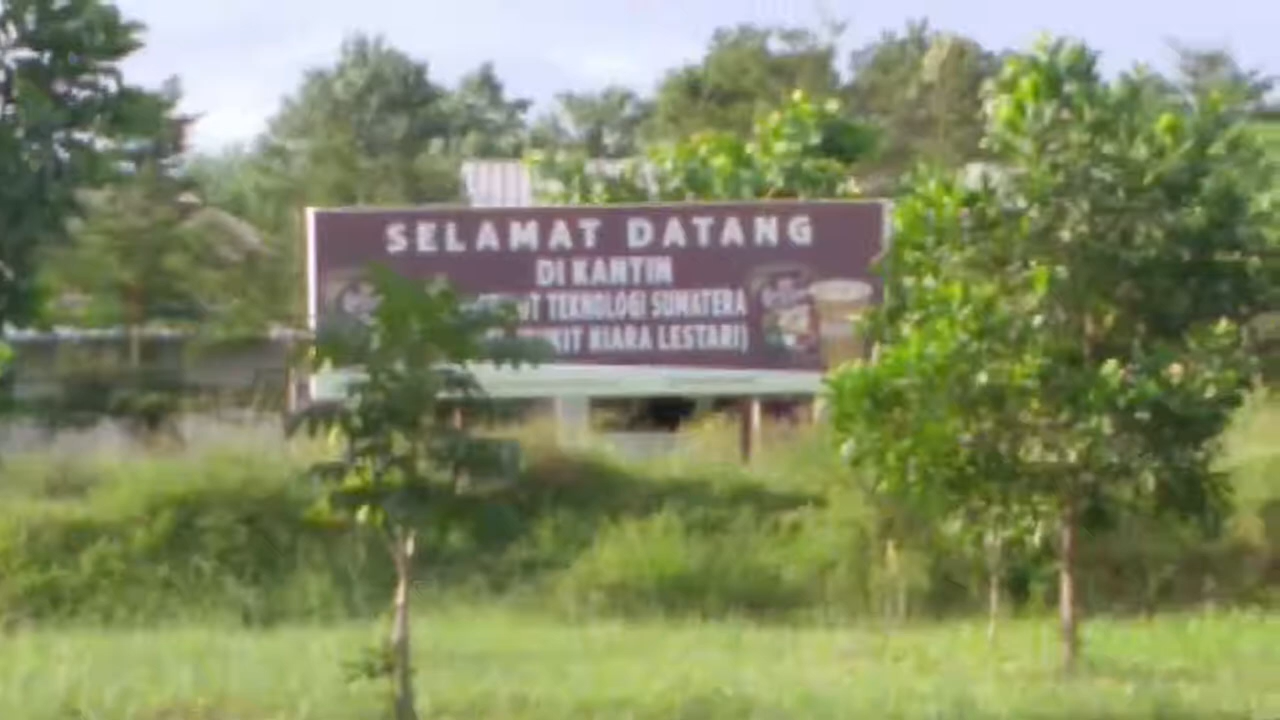 SELAMAT DATANG
DI KANTIN
TEKNOLOGI SUMATERA
KIARA LESTARI)